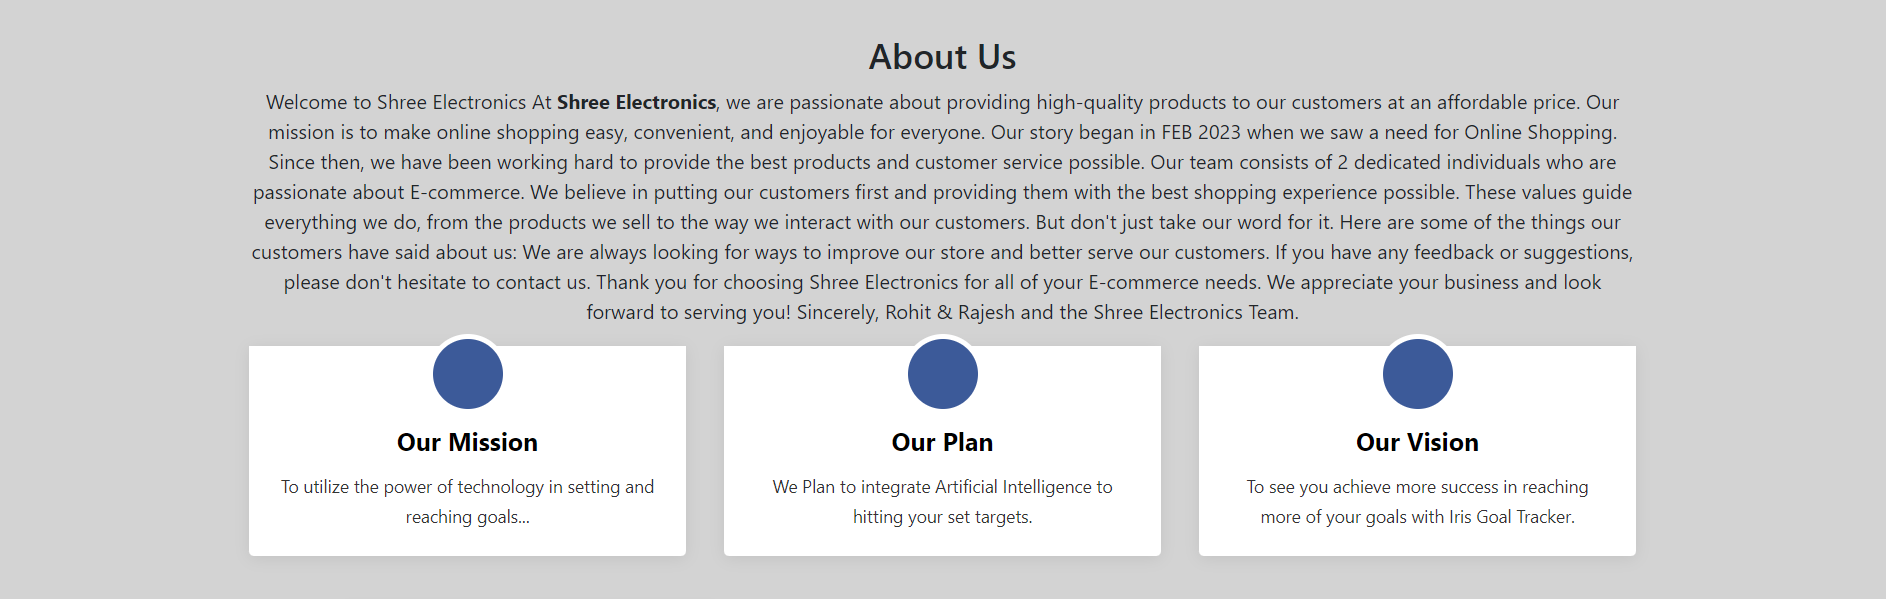 About Us
Welcome to Shree Electronics At Shree Electronics, we are passionate about providing high-quality products to our customers at an affordable price. Our
mission is to make online shopping easy, convenient, and enjoyable for everyone. Our story began in FEB 2023 when we saw a need for Online Shopping.
Since then, we have been working hard to provide the best products and customer service possible. Our team consists of 2 dedicated individuals who are
passionate about E-commerce. We believe in putting our customers first and providing them with the best shopping experience possible. These values guide
everything we do, from the products we sell to the way we interact with our customers. But don't just take our word for it. Here are some of the things our
customers have said about us: We are always looking for ways to improve our store and better serve our customers. If you have any feedback or suggestions,
please don't hesitate to contact us. Thank you for choosing Shree Electronics for all of your E-commerce needs. We appreciate your business and look
forward to serving you! Sincerely, Rohit & Rajesh and the Shree Electronics Team.
Our Mission
To utilize the power of technology in setting and
reaching goals...
Our Plan
We Plan to integrate Artificial Intelligence to
hitting your set targets.
Our Vision
To see you achieve more success in reaching
more of your goals with Iris Goal Tracker.